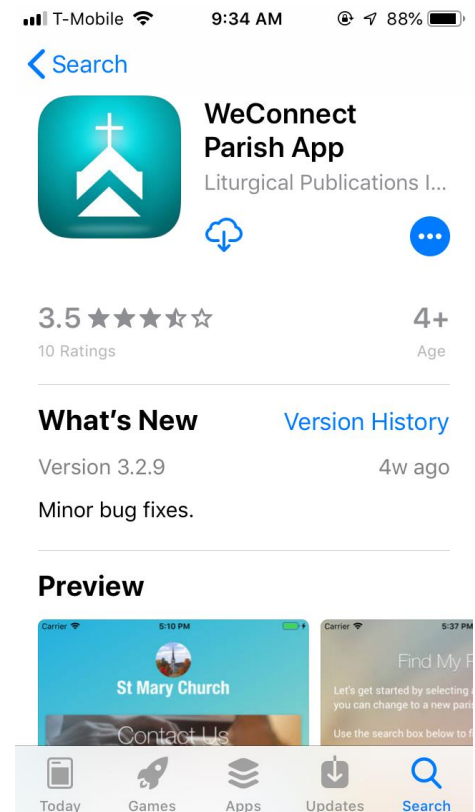 T-Mobile 9:34 AM 88%
Search
WeConnect
Parish App
Liturgical Publications I...
3.5 4+
10 Ratings Age
What's New Version History
Version 3.2.9 4w ago
Minor bug fixes.
Preview
Carrier 5:10 PM
St Mary Church
Contact Us
Carrier 5:37 PM
Find My
Let's get started by selecting
you can change to a new
Use the search box below to
Today Games Apps Updates Search